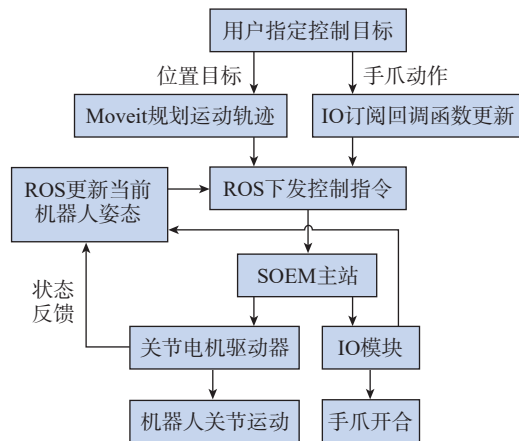 用户指定控制目标
位置目标
手爪动作
Moveit规划运动轨迹
IO订阅回调函数更新
ROS更新当前
机器人姿态
ROS下发控制指令
SOEM主站
状态
反馈
关节电机驱动器
IO模块
机器人关节运动
手爪开合